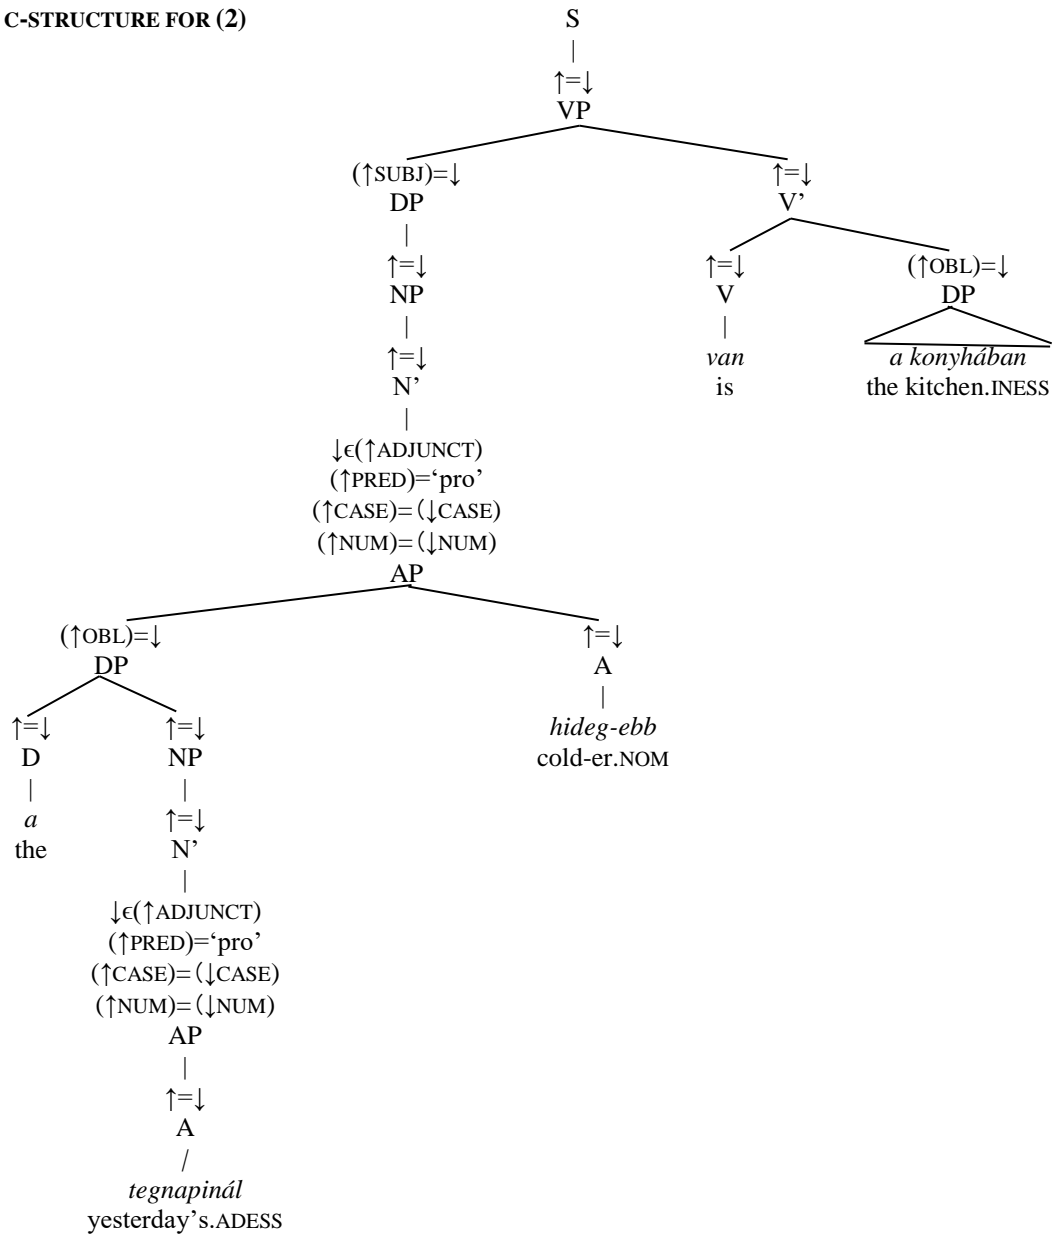 C-STRUCTURE FOR (2)
S
|
↑=↓
VP
(↑SUBJ)=↓ ↑=↓
DP V’
|
↑=↓ ↑=↓ (↑OBL)=↓
NP V DP
| |
↑=↓ van a konyhában
N’ is the kitchen.INESS
|
↓ϵ(↑ADJUNCT)
(↑PRED)=‘pro’
(↑CASE)=(↓CASE)
(↑NUM)=(↓NUM)
AP
(↑OBL)=↓ ↑=↓
DP A
|
↑=↓ ↑=↓ hideg-ebb
D NP cold-er.NOM
| |
a ↑=↓
the N’
|
↓ϵ(↑ADJUNCT)
(↑PRED)=‘pro’
(↑CASE)=(↓CASE)
(↑NUM)=(↓NUM)
AP
|
↑=↓
A
/
tegnapinál
yesterday’s.ADESS